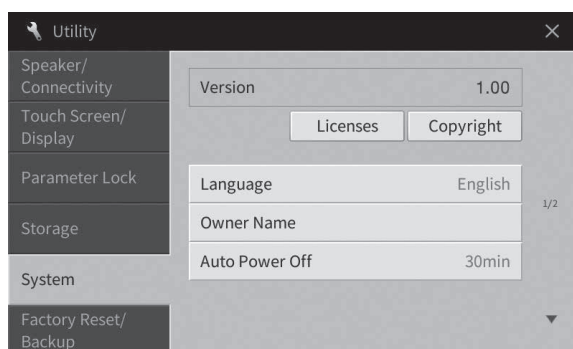 Utility
Speaker/
Connectivity
Touch Screen/
Display
Parameter Lock
Storage
System
Factory Reset/
Backup
Version 1.00
Licenses Copyright
Language English
Owner Name
Auto Power Off 30min
1/2